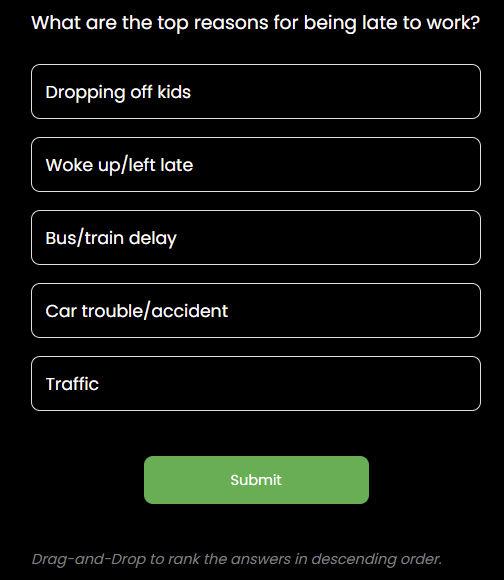 What are the top reasons for being late to work?
Dropping off kids
Woke up/left late
Bus/train delay
Car trouble/accident
Traffic
Submit
Drag-and-Drop to rank the answers in descending order.